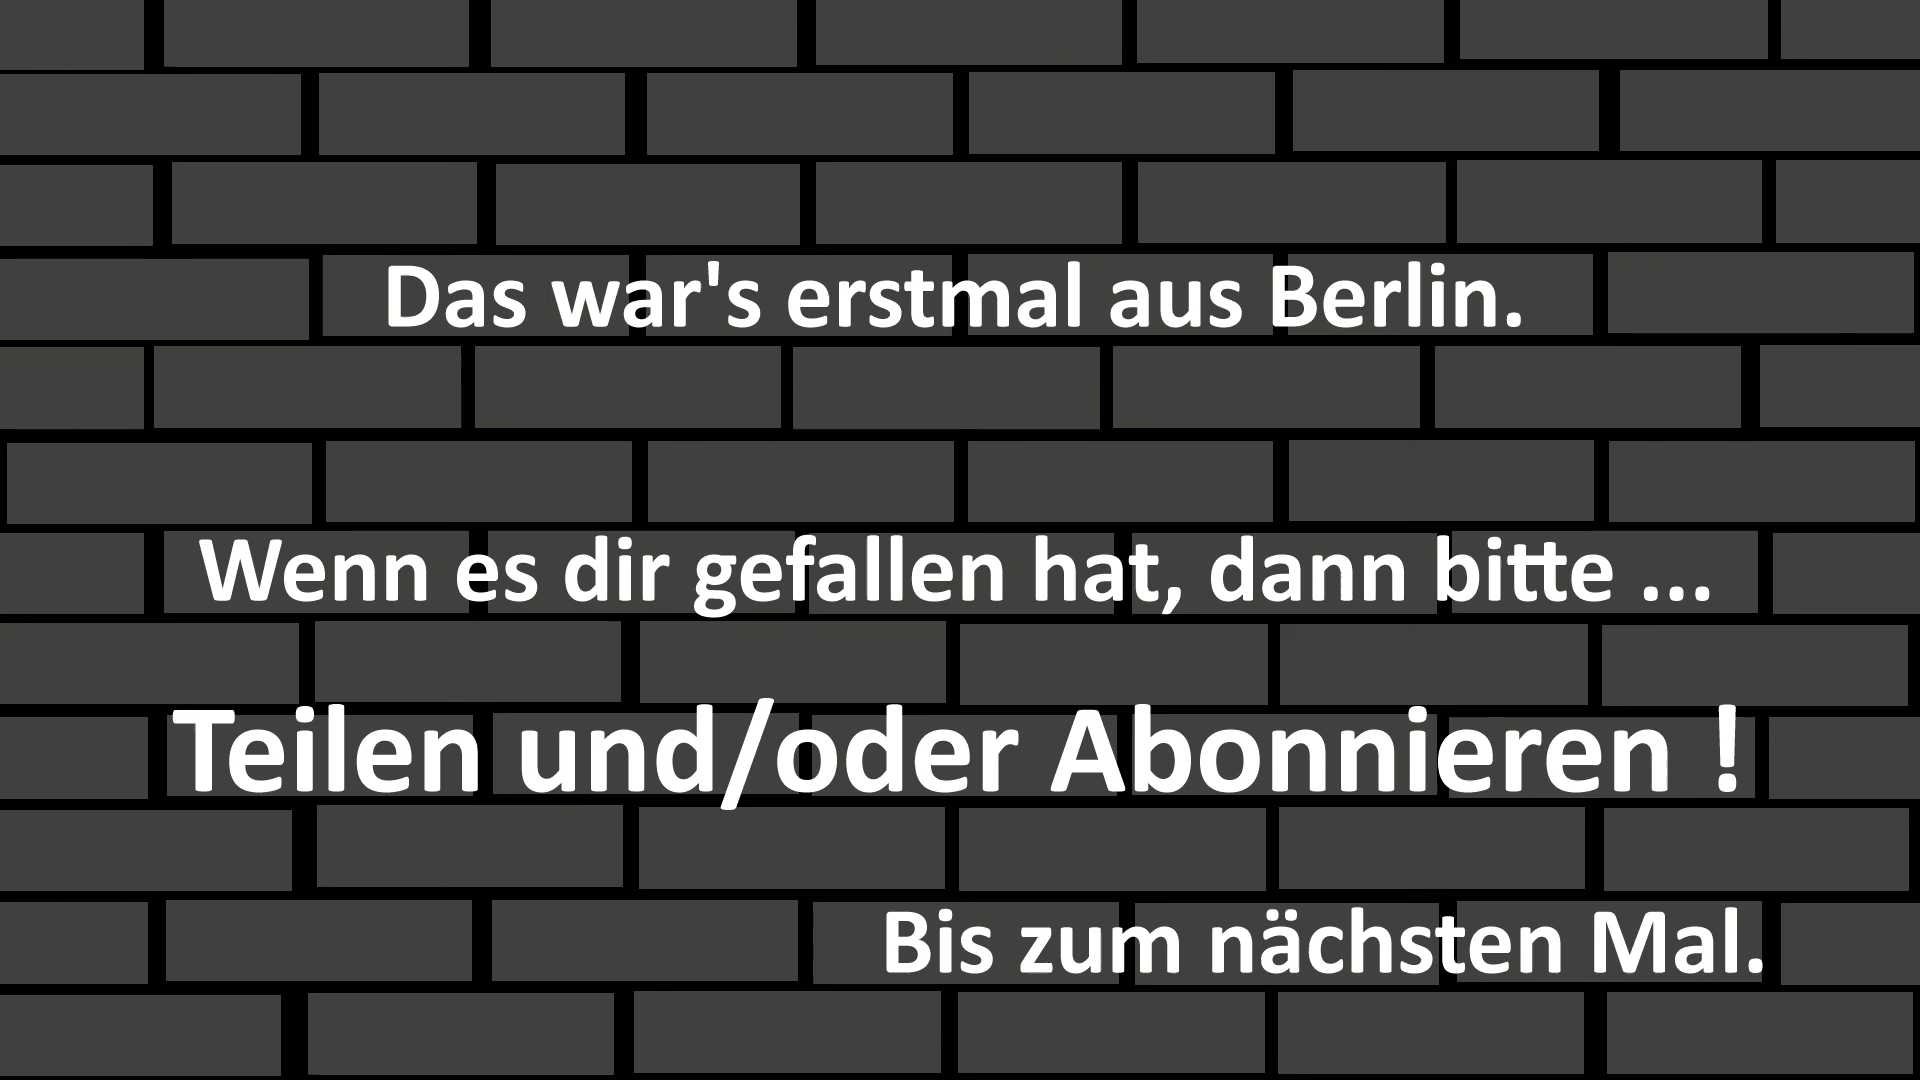 Das war's erstmal aus Berlin.
Wenn es dir gefallen hat, dann bitte ...
Teilen und/oder Abonnieren !
Bis zum nächsten Mal.